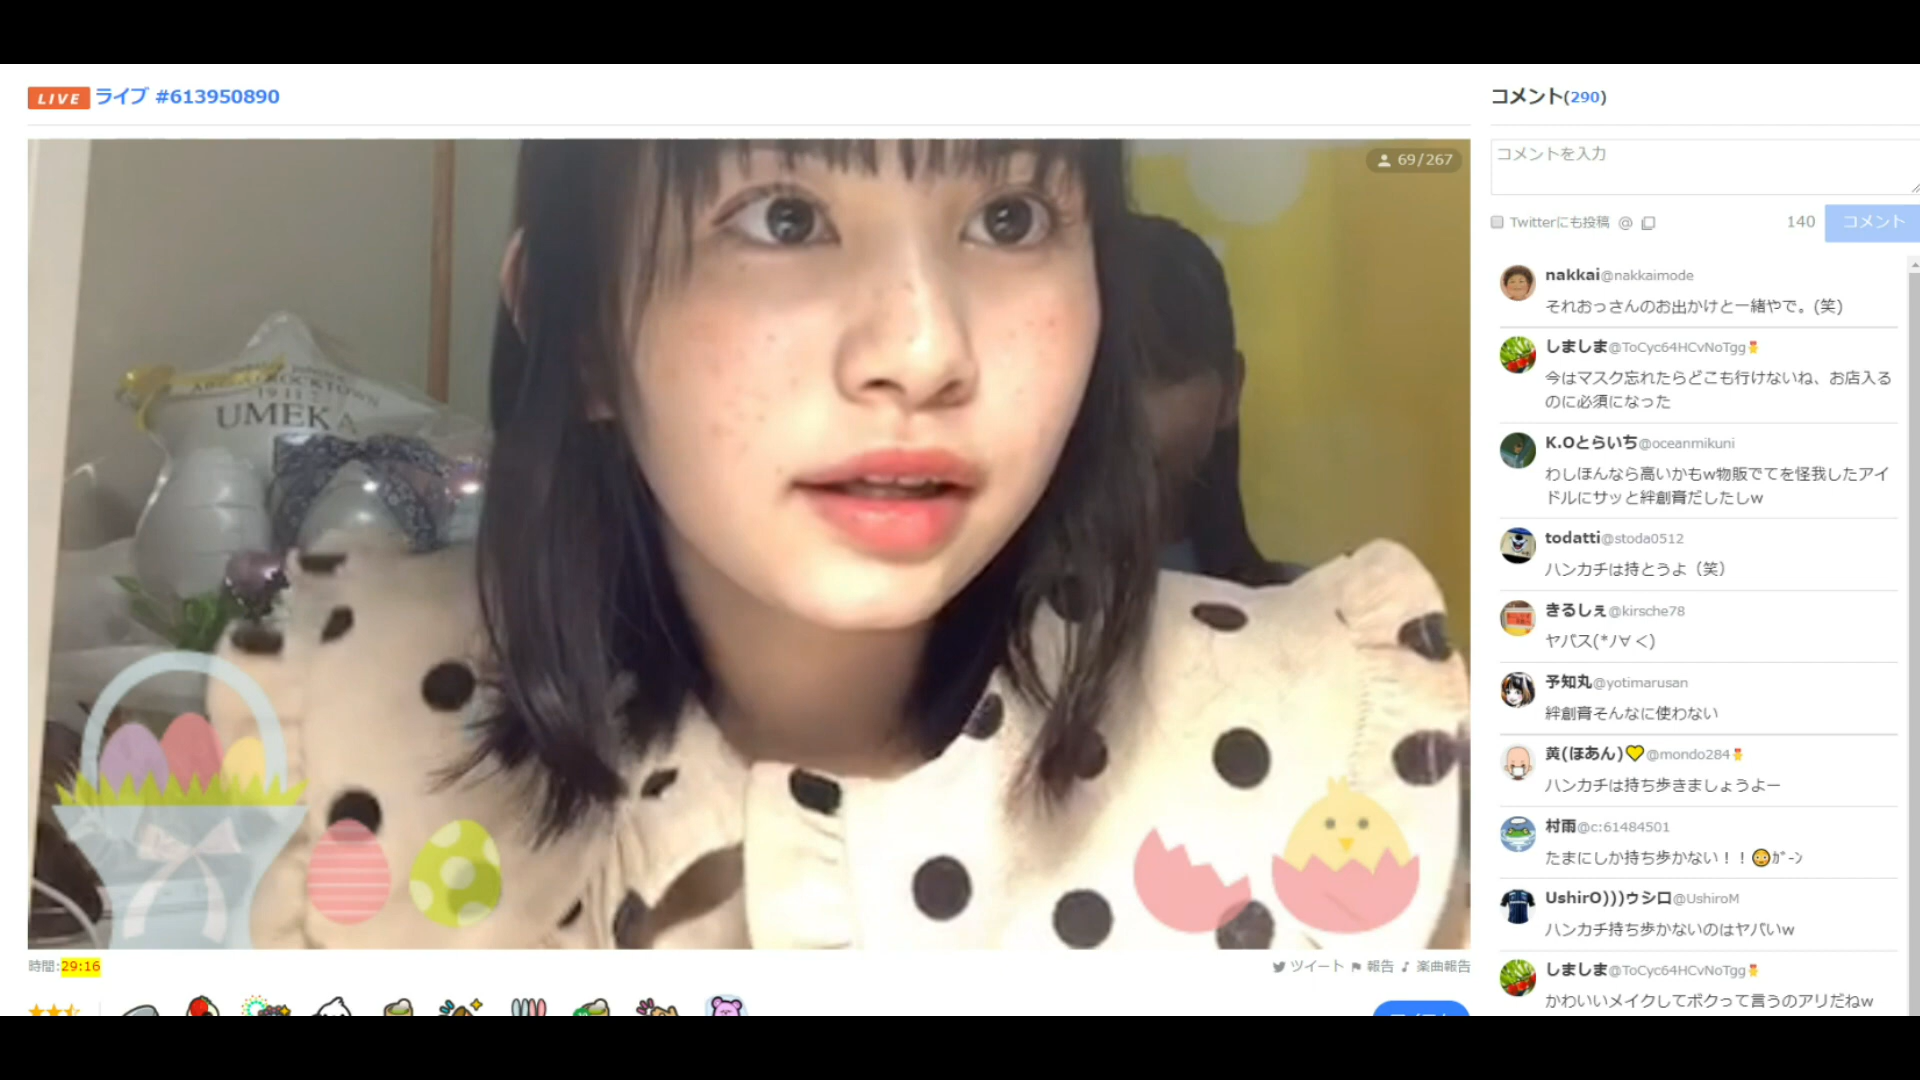 LIVE ライブ #613950890
69/267
UMEKA
時間:29:16
ツイート 報告 楽曲報告
コメント(290)
コメントを入力
Twitterにも投稿 @ 140 コメント
nakkai@nakkaimode
それおっさんのお出かけと一緒やで。(笑)
しましま@ToCyc64HCvNoTgg
今はマスク忘れたらどこも行けないね、お店入る
のに必須になった
K.Oとらいち@oceanmikuni
わしほんなら高いかもw物販でてを怪我したアイ
ドルにサッと絆創膏だしたしw
todatti@stoda0512
ハンカチは持とうよ（笑）
きるしぇ@kirsche78
ヤバス(*ﾉ∀<)
予知丸@yotimarusan
絆創膏そんなに使わない
黄(ほあん)💛@mondo284
ハンカチは持ち歩きましょうよー
村雨@c:61484501
たまにしか持ち歩かない！！😳ｶﾞｰﾝ
UshirO)))ゥシロ@UshiroM
ハンカチ持ち歩かないのはヤバいw
しましま@ToCyc64HCvNoTgg
かわいいメイクしてボクって言うのアリだねw